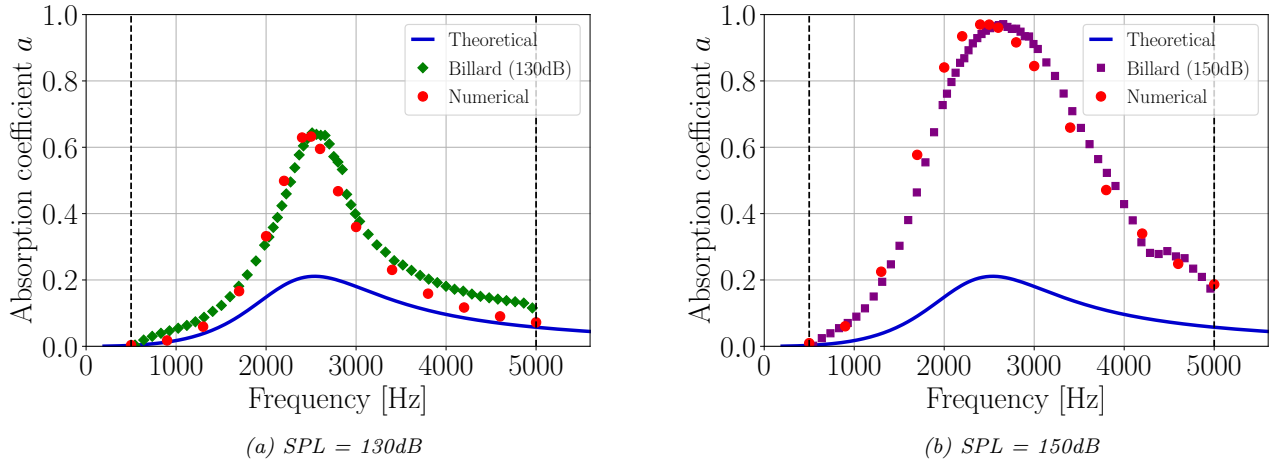 1.0
0.8
0.6
0.4
0.2
0.0
Absorption coefficient a
0 1000 2000 3000 4000 5000
Frequency [Hz]
Theoretical
Billard (130dB)
Numerical
(a) SPL = 130dB
1.0
0.8
0.6
0.4
0.2
0.0
Absorption coefficient a
0 1000 2000 3000 4000 5000
Frequency [Hz]
Theoretical
Billard (150dB)
Numerical
(b) SPL = 150dB